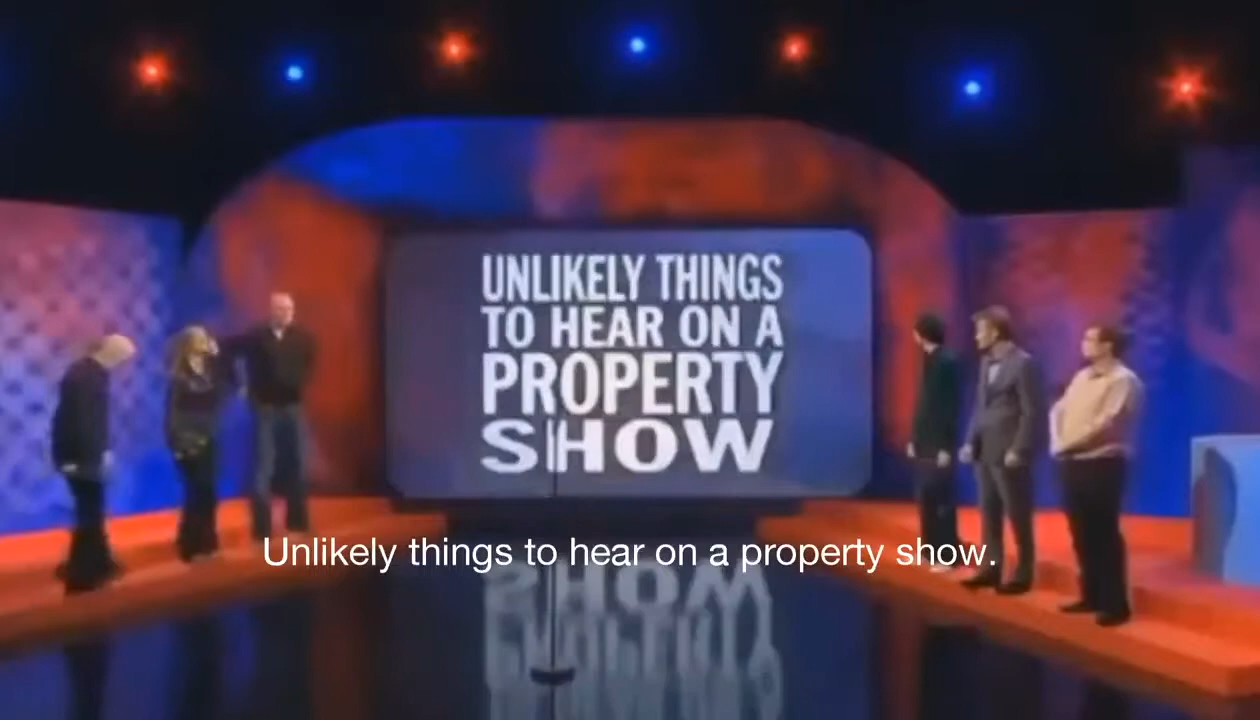 UNLIKELY THINGS
TO HEAR ON A
PROPERTY
SHOW
Unlikely things to hear on a property show.